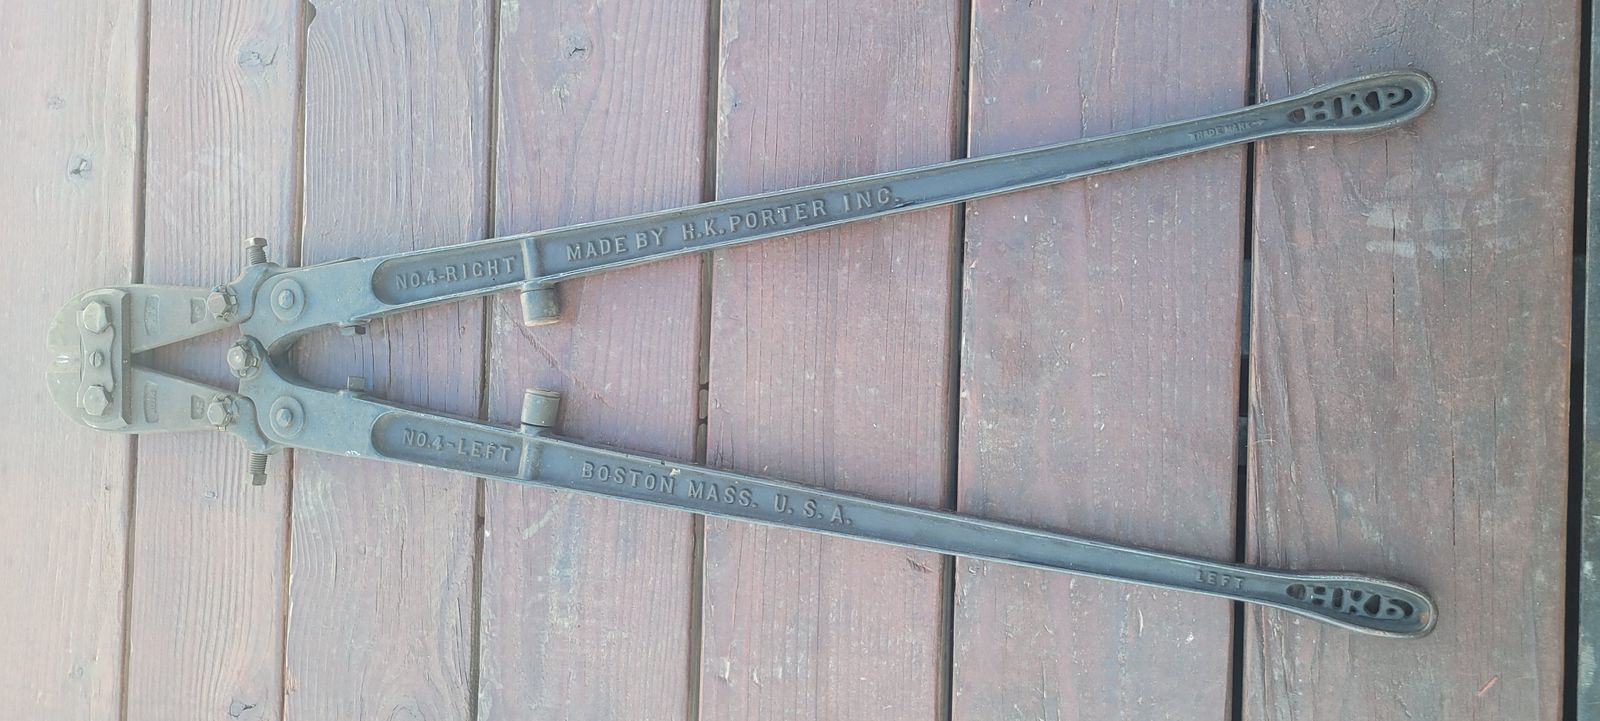 NO.4-RIGHT
MADE BY H.K.PORTER INC.
TRADE MARK
HKP
NO.4-LEFT
BOSTON MASS. U.S.A.
LEFT
HKP